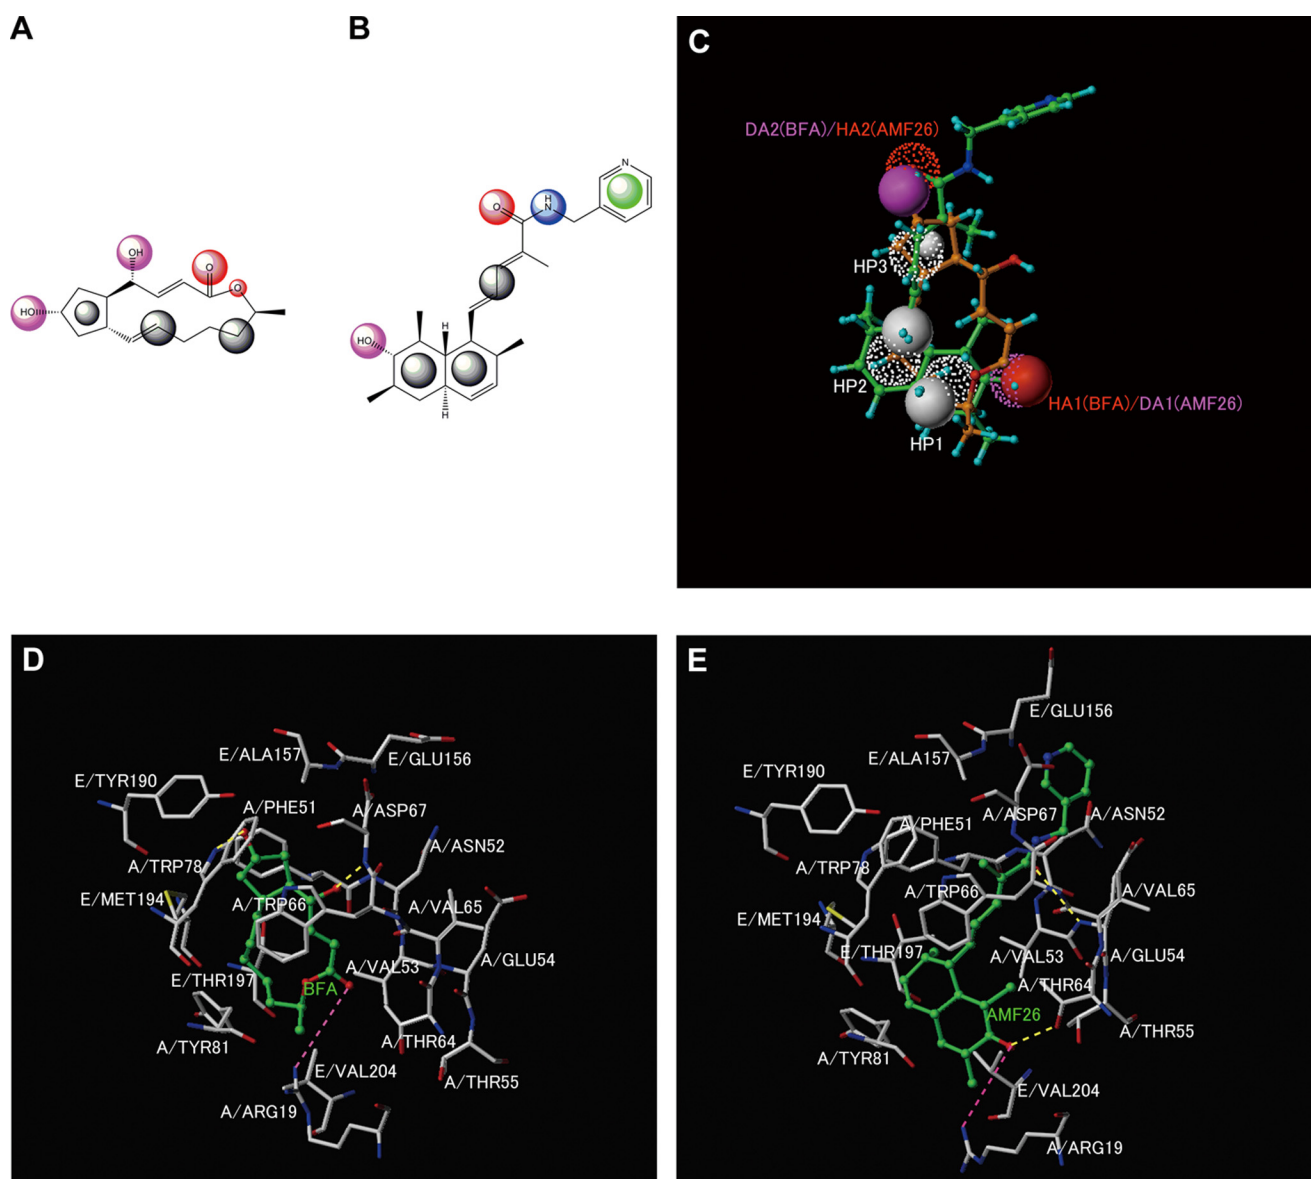 A
B
C
OH
O
O
HO
O
H
N
N
HO
H
H
DA2(BFA)/HA2(AMF26)
HP3
HP2
HA1(BFA)/DA1(AMF26)
HP1
D
E/ALA157
E/GLU156
E/TYR190
A/PHE51
A/ASP67
A/ASN52
A/TRP78
E/MET194
A/TRP66
A/VAL65
A/GLU54
A/VAL53
E/THR197
BFA
A/TYR81
A/THR64
E/VAL204
A/THR55
A/ARG19
E
E/GLU156
E/ALA157
E/TYR190
A/ASP67
A/ASN52
A/PHE51
A/TRP78
A/TRP66
A/VAL65
E/MET194
E/THR197
A/VAL53
A/GLU54
A/THR64
AMF26
A/THR55
A/TYR81
E/VAL204
A/ARG19